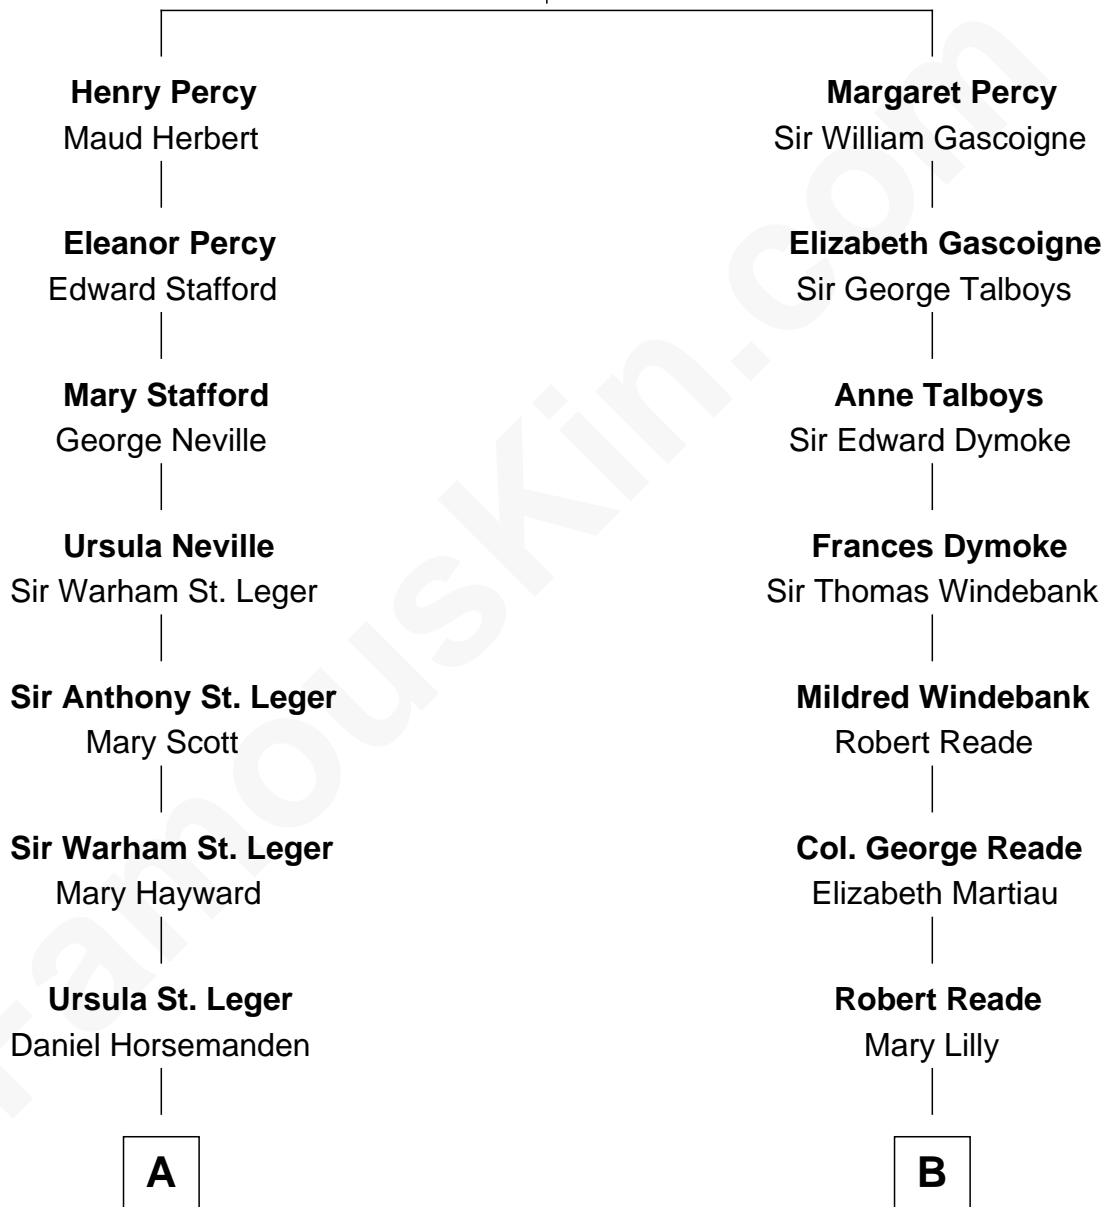 Henry Percy
Maud Herbert
Eleanor Percy
Edward Stafford
Mary Stafford
George Neville
Ursula Neville
Sir Warham St. Leger
Sir Anthony St. Leger
Mary Scott
Sir Warham St. Leger
Mary Hayward
Ursula St. Leger
Daniel Horsemanden
A
Margaret Percy
Sir William Gascoigne
Elizabeth Gascoigne
Sir George Talboys
Anne Talboys
Sir Edward Dymoke
Frances Dymoke
Sir Thomas Windebank
Mildred Windebank
Robert Reade
Col. George Reade
Elizabeth Martiau
Robert Reade
Mary Lilly
B
FamousKin.com